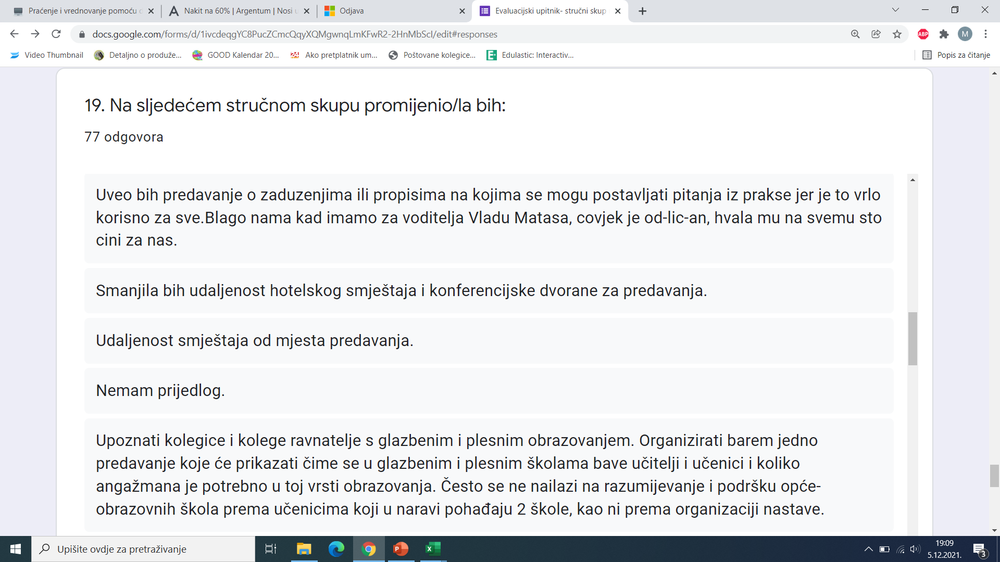 Praćenje i vrednovanje pomoću
Nakit na 60% | Argentum | Nosi u
Odjava
Evaluacijski upitnik- stručni skup
docs.google.com/forms/d/1ivcdeqgYC8PucZCmcQqyXQMgwnqLmKFwR2-2HnMbScI/edit#responses
ABP
M
Video Thumbnail
Detaljno o produže...
GOOD Kalendar 20...
24
Ako pretplatnik um...
Poštovane kolegice...
E
Edulastic: Interactiv...
Popis za čitanje
19. Na sljedećem stručnom skupu promijenio/la bih:
77 odgovora
Uveo bih predavanje o zaduzenjima ili propisima na kojima se mogu postavljati pitanja iz prakse jer je to vrlo
korisno za sve.Blago nama kad imamo za voditelja Vladu Matasa, covjek je od-lic-an, hvala mu na svemu sto
cini za nas.
Smanjila bih udaljenost hotelskog smještaja i konferencijske dvorane za predavanja.
Udaljenost smještaja od mjesta predavanja.
Nemam prijedlog.
Upoznati kolegice i kolege ravnatelje s glazbenim i plesnim obrazovanjem. Organizirati barem jedno
predavanje koje će prikazati čime se u glazbenim i plesnim školama bave učitelji i učenici i koliko
angažmana je potrebno u toj vrsti obrazovanja. Često se ne nailazi na razumijevanje i podršku opće-
obrazovnih škola prema učenicima koji u naravi pohađaju 2 škole, kao ni prema organizaciji nastave.
Upišite ovdje za pretraživanje
P
X
19:09
5.12.2021.
3